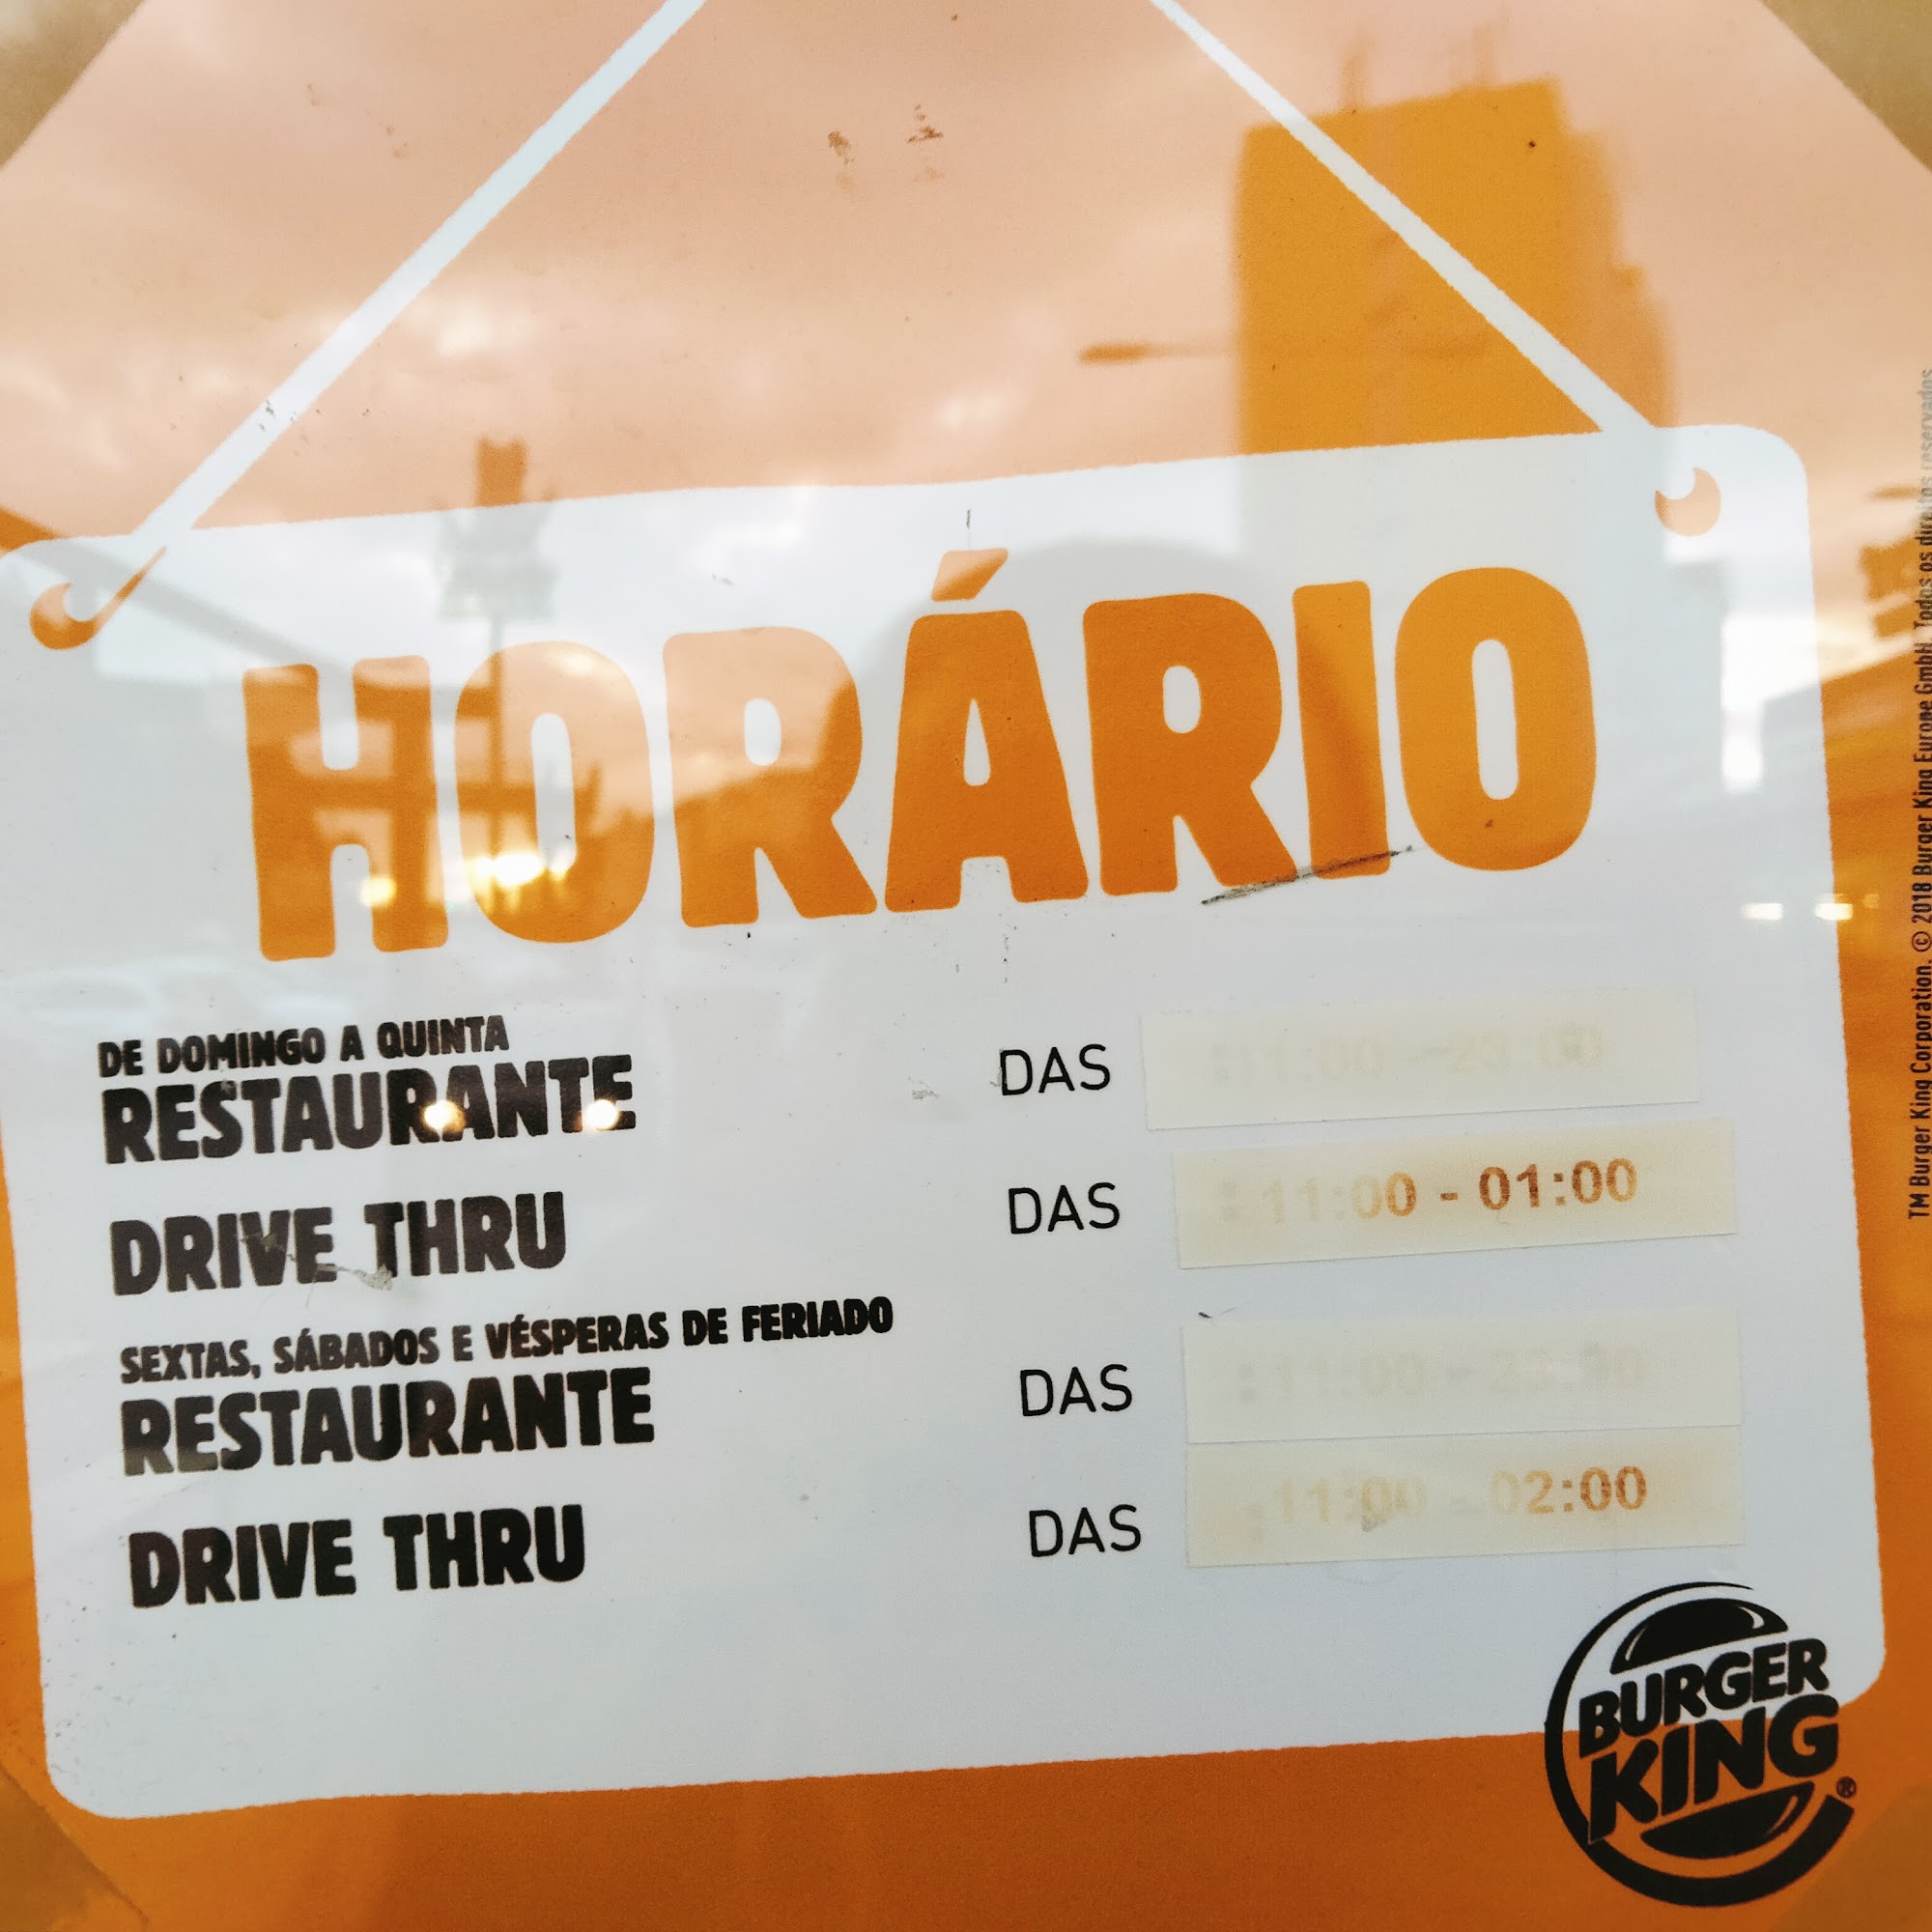 HORÁRIO
DE DOMINGO A QUINTA
RESTAURANTE DAS
DRIVE THRU DAS 11:00 - 01:00
SEXTAS, SÁBADOS E VÉSPERAS DE FERIADO
RESTAURANTE DAS
DRIVE THRU DAS 11:00 - 02:00
BURGER
KING
®
TM Burger King Corporation. © 2018 Burger King Europe GmbH. Todos os direitos reservados